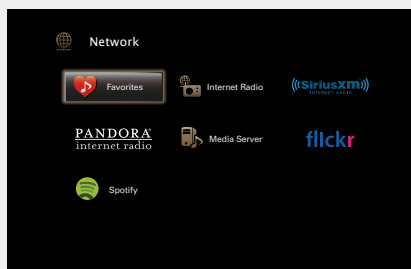 Network
Favorites
Internet Radio
((SiriusXM))
INTERNET RADIO
PANDORA®
internet radio
Media Server
flickr
Spotify